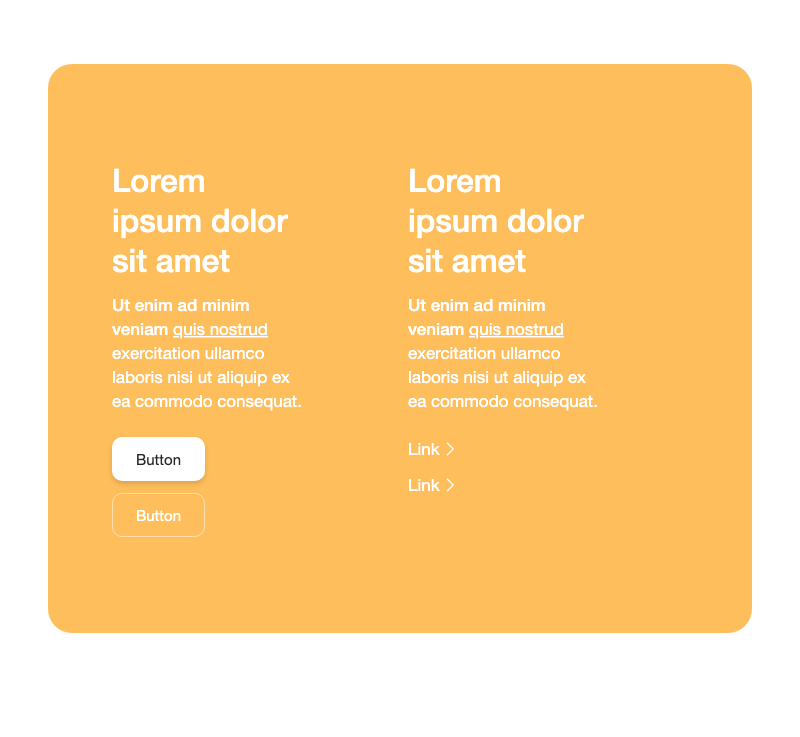 Lorem
ipsum dolor
sit amet
Ut enim ad minim
veniam quis nostrud
exercitation ullamco
laboris nisi ut aliquip ex
ea commodo consequat.
Button
Button
Lorem
ipsum dolor
sit amet
Ut enim ad minim
veniam quis nostrud
exercitation ullamco
laboris nisi ut aliquip ex
ea commodo consequat.
Link
Link